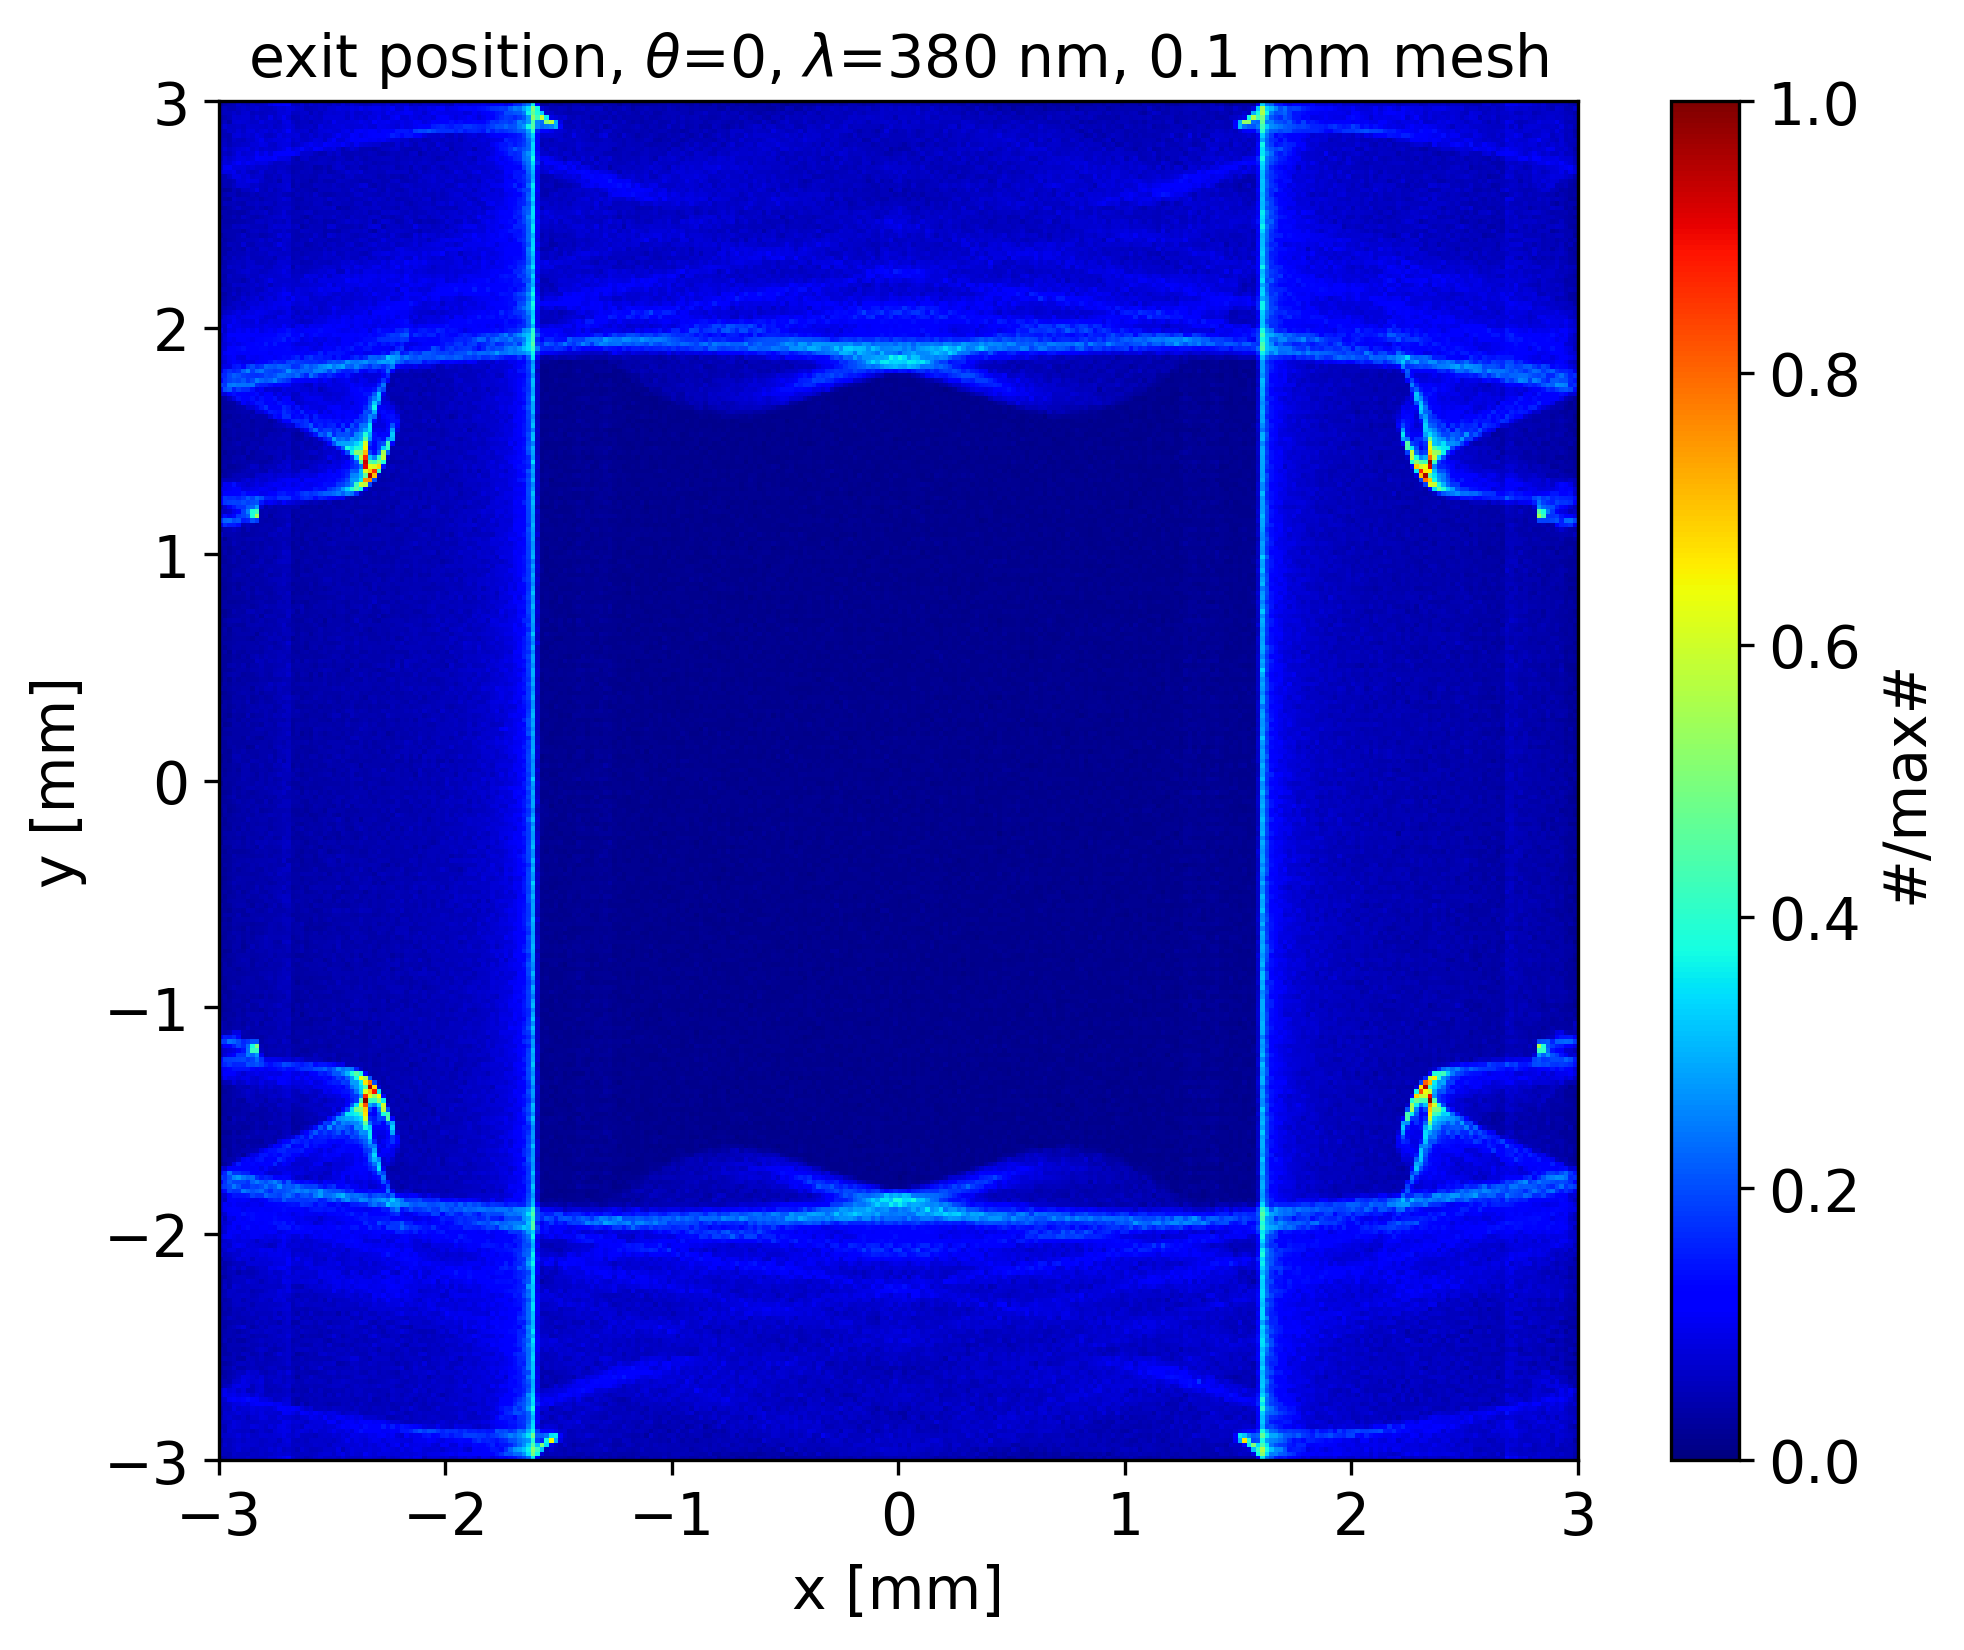 exit position, θ=0, λ=380 nm, 0.1 mm mesh
3
2
1
0
−1
−2
−3
y [mm]
−3 −2 −1 0 1 2 3
x [mm]
1.0
0.8
0.6
0.4
0.2
0.0
#/max#